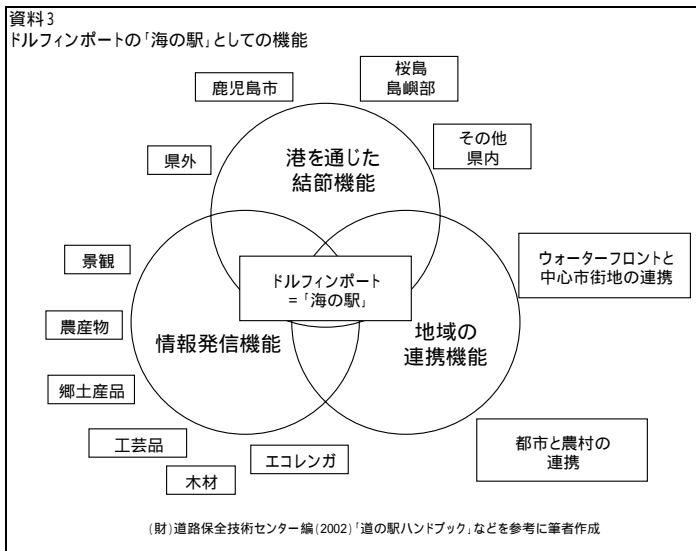 資料3
ドルフィンポートの「海の駅」としての機能
鹿児島市
桜島
島嶼部
県外
港を通じた
結節機能
その他
県内
景観
ドルフィンポート
=「海の駅」
ウォーターフロントと
中心市街地の連携
農産物
情報発信機能
地域の
連携機能
郷土産品
工芸品
エコレンガ
都市と農村の
連携
木材
(財)道路保全技術センター編(2002)「道の駅ハンドブック」などを参考に筆者作成